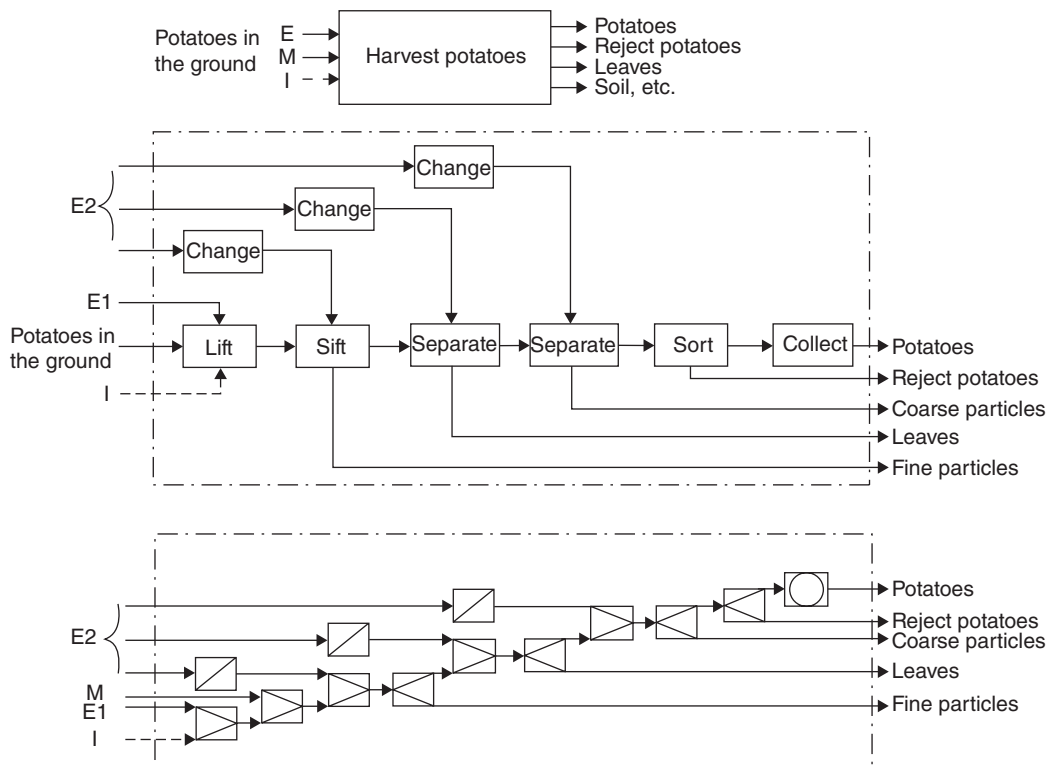 Potatoes in
the ground
E
M
I
Harvest potatoes
Potatoes
Reject potatoes
Leaves
Soil, etc.
E2
Change
Change
Change
E1
Potatoes in
the ground
I
Lift
Sift
Separate
Separate
Sort
Collect
Potatoes
Reject potatoes
Coarse particles
Leaves
Fine particles
E2
M
E1
I
Potatoes
Reject potatoes
Coarse particles
Leaves
Fine particles